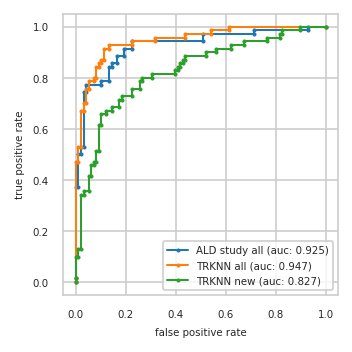 1.0
0.8
0.6
0.4
0.2
0.0
true positive rate
ALD study all (auc: 0.925)
TRKNN all (auc: 0.947)
TRKNN new (auc: 0.827)
0.0 0.2 0.4 0.6 0.8 1.0
false positive rate